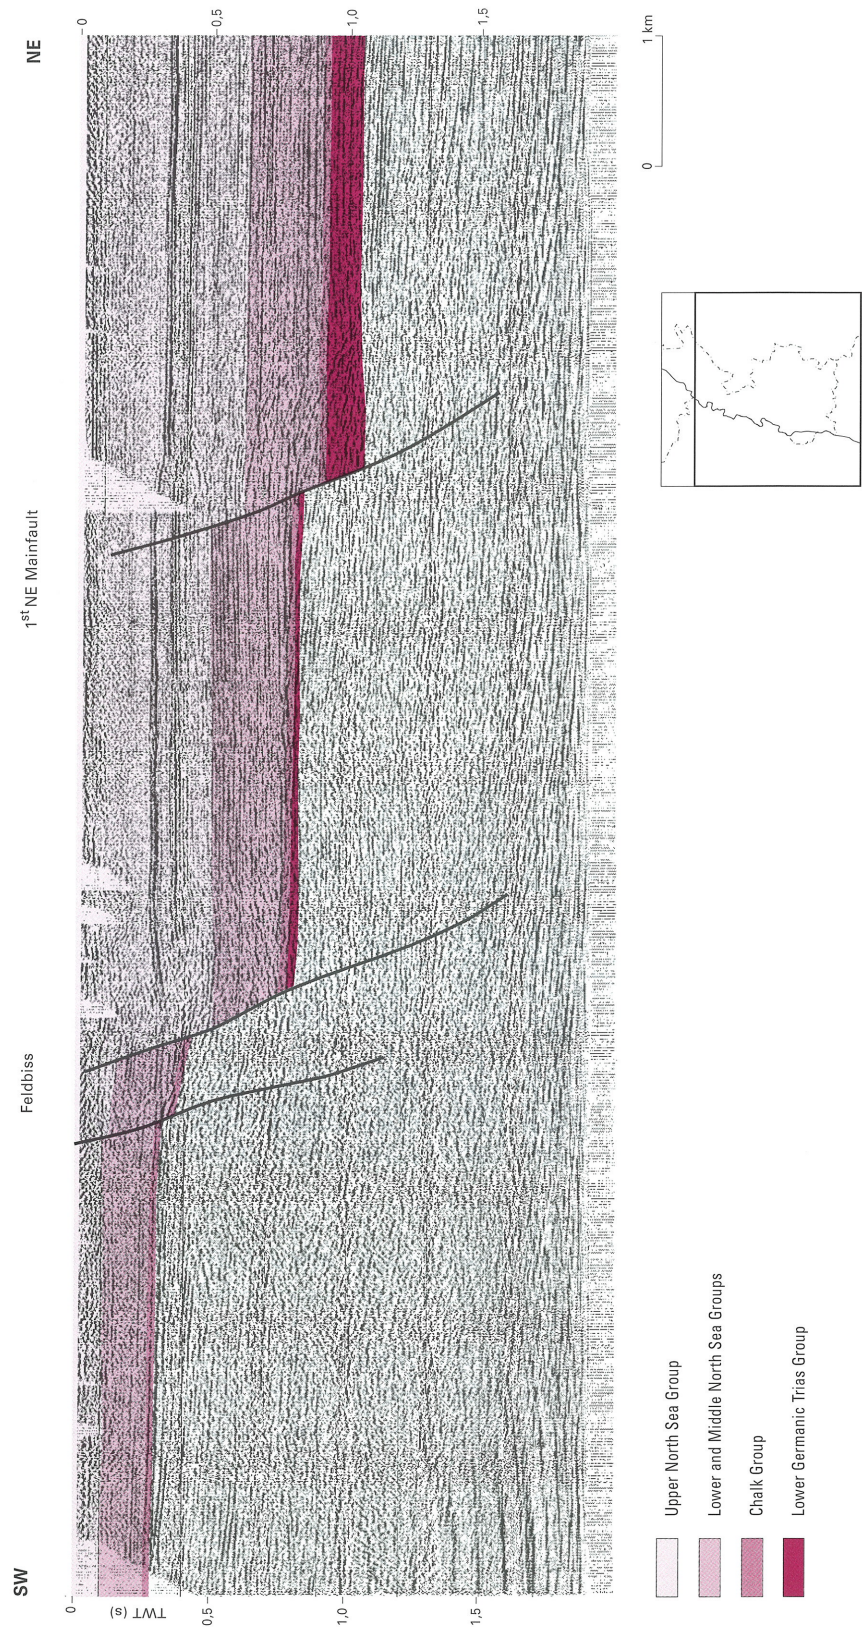 SW
NE
Feldbiss
1st NE Mainfault
0
0,5
1,0
1,5
TWT (s)
0
0,5
1,0
1,5
0 1 km
Upper North Sea Group
Lower and Middle North Sea Groups
Chalk Group
Lower Germanic Trias Group